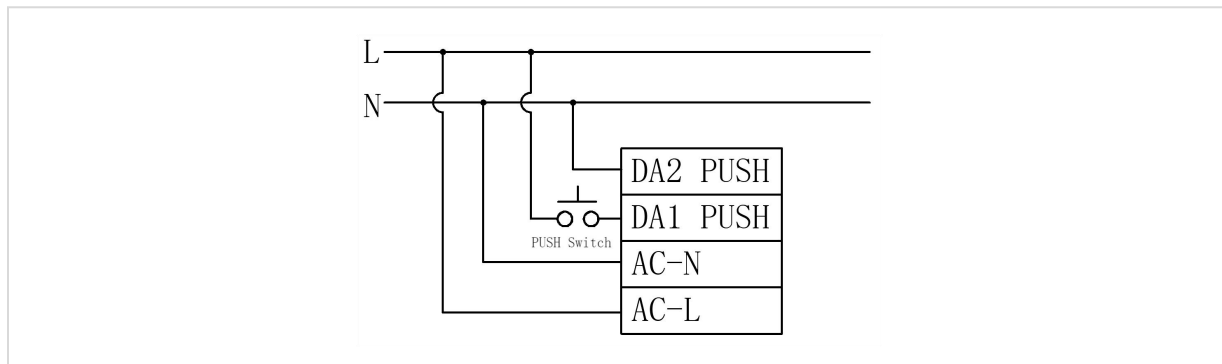 L
N
DA2 PUSH
DA1 PUSH
PUSH Switch
AC-N
AC-L